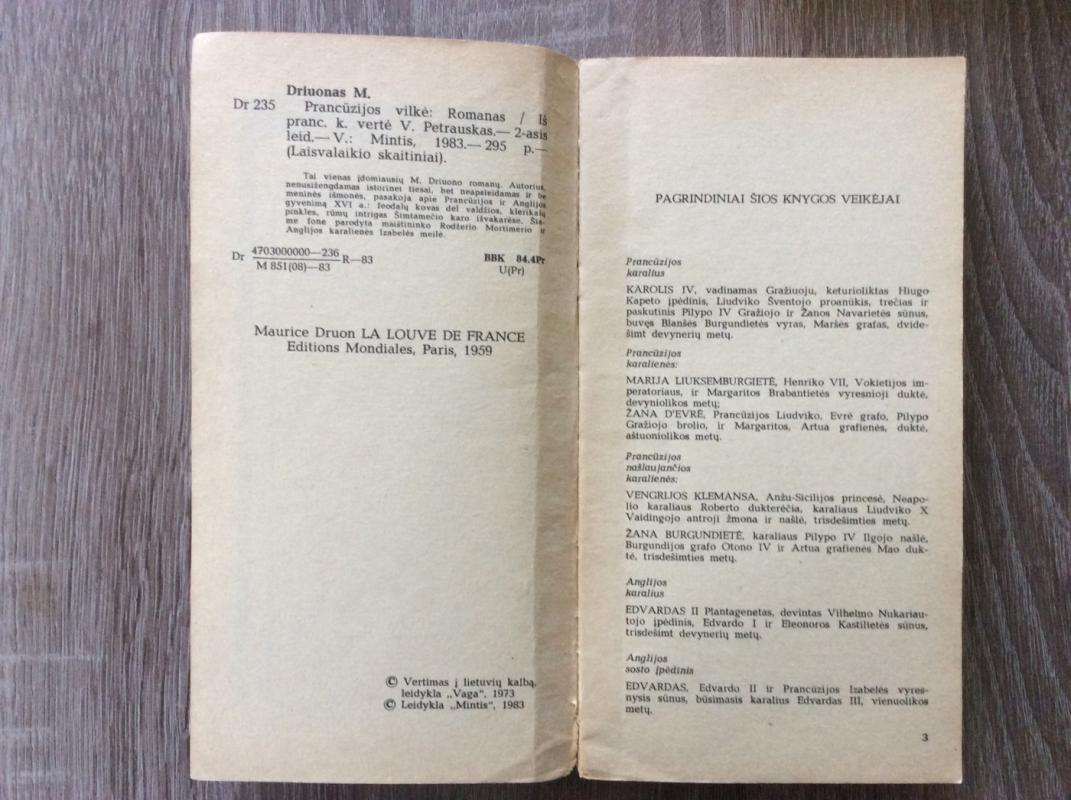 Driuonas M.
Dr 235 Prancūzijos vilkė: Romanas / Iš
pranc. k. vertė V. Petrauskas.— 2-asis
leid.— V.: Mintis, 1983.— 295 p.—
(Laisvalaikio skaitiniai).
Tai vienas įdomiausių M. Driuono romanų. Autorius,
nenusižengdamas istorinei tiesai, bet neapsieidamas ir be
meninės išmonės, pasakoja apie Prancūzijos ir Anglijos
gyvenimą XVI a.: feodalų kovas dėl valdžios, klerikalų
pinkles, rūmų intrigas Šimtamečio karo išvakarėse. Šia-
me fone parodyta maištininko Rodžerio Mortimerio ir
Anglijos karalienės Izabelės meilė.
Dr 4703000000—236 R—83 BBK 84.4Pr
M 851(08)—83 U(Pr)
Maurice Druon LA LOUVE DE FRANCE
Editions Mondiales, Paris, 1959
© Vertimas į lietuvių kalbą,
leidykla „Vaga“, 1973
© Leidykla „Mintis“, 1983
PAGRINDINIAI ŠIOS KNYGOS VEIKĖJAI
Prancūzijos
karalius
KAROLIS IV, vadinamas Gražiuoju, keturioliktas Hiugo
Kapeto įpėdinis, Liudviko Šventojo proanūkis, trečias ir
paskutinis Pilypo IV Gražiojo ir Žanos Navarietės sūnus,
buvęs Blanšės Burgundietės vyras, Maršės grafas, dvide-
šimt devynerių metų.
Prancūzijos
karalienės:
MARIJA LIUKSEMBURGIETĖ, Henriko VII, Vokietijos im-
peratoriaus, ir Margaritos Brabantietės vyresnioji duktė,
devyniolikos metų;
ŽANA D'EVRĖ, Prancūzijos Liudviko, Evrė grafo, Pilypo
Gražiojo brolio, ir Margaritos, Artua grafienės, duktė,
aštuoniolikos metų.
Prancūzijos
našlaujančios
karalienės:
VENGRIJOS KLEMANSA, Anžu-Sicilijos princesė, Neapo-
lio karaliaus Roberto dukterėčia, karaliaus Liudviko X
Vaidingojo antroji žmona ir našlė, trisdešimties metų.
ŽANA BURGUNDIETĖ, karaliaus Pilypo IV Ilgojo našlė,
Burgundijos grafo Otono IV ir Artua grafienės Mao duk-
tė, trisdešimties metų.
Anglijos
karalius
EDVARDAS II Plantagenetas, devintas Vilhelmo Nukariau-
tojo įpėdinis, Edvardo I ir Eleonoros Kastilietės sūnus,
trisdešimt devynerių metų.
Anglijos
sosto įpėdinis
EDVARDAS, Edvardo II ir Prancūzijos Izabelės vyres-
nysis sūnus, būsimasis karalius Edvardas III, vienuolikos
metų.
3